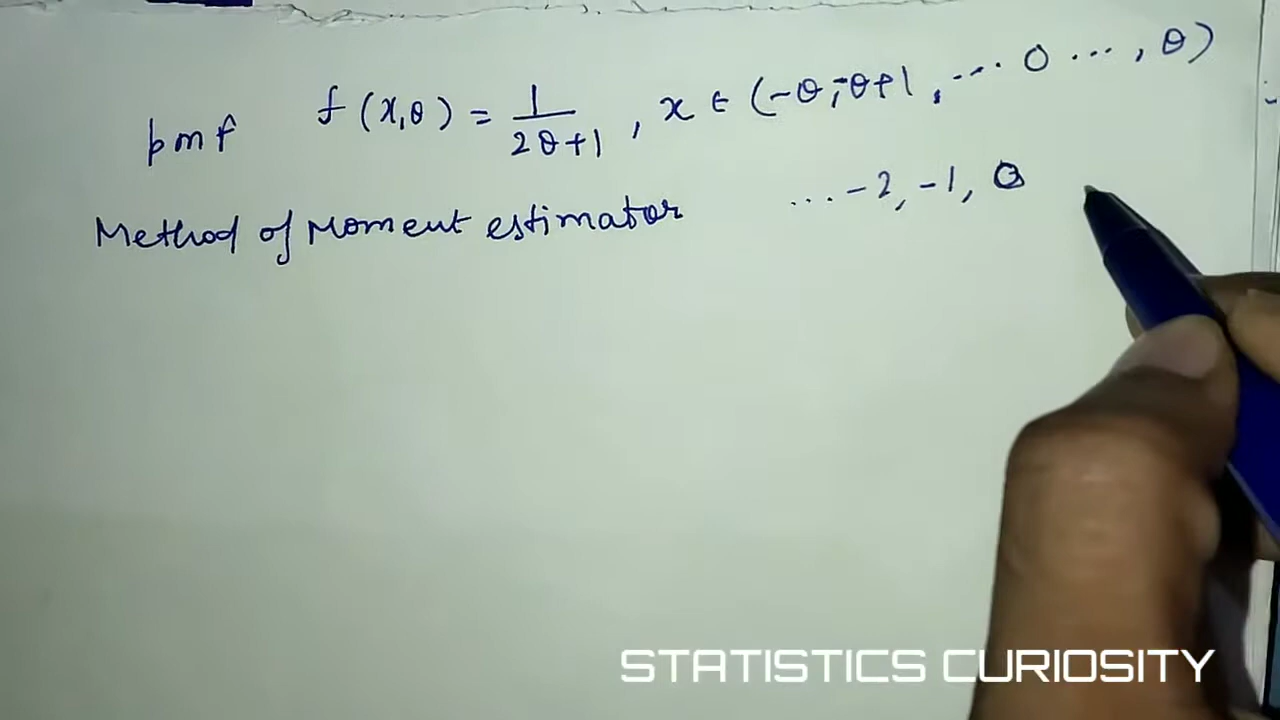 pmf f(x,θ) = 1/2θ+1 , x ∈ (-θ,-θ+1, ... 0 ..., θ)
Method of Moment estimator ...-2, -1, 0
STATISTICS CURIOSITY